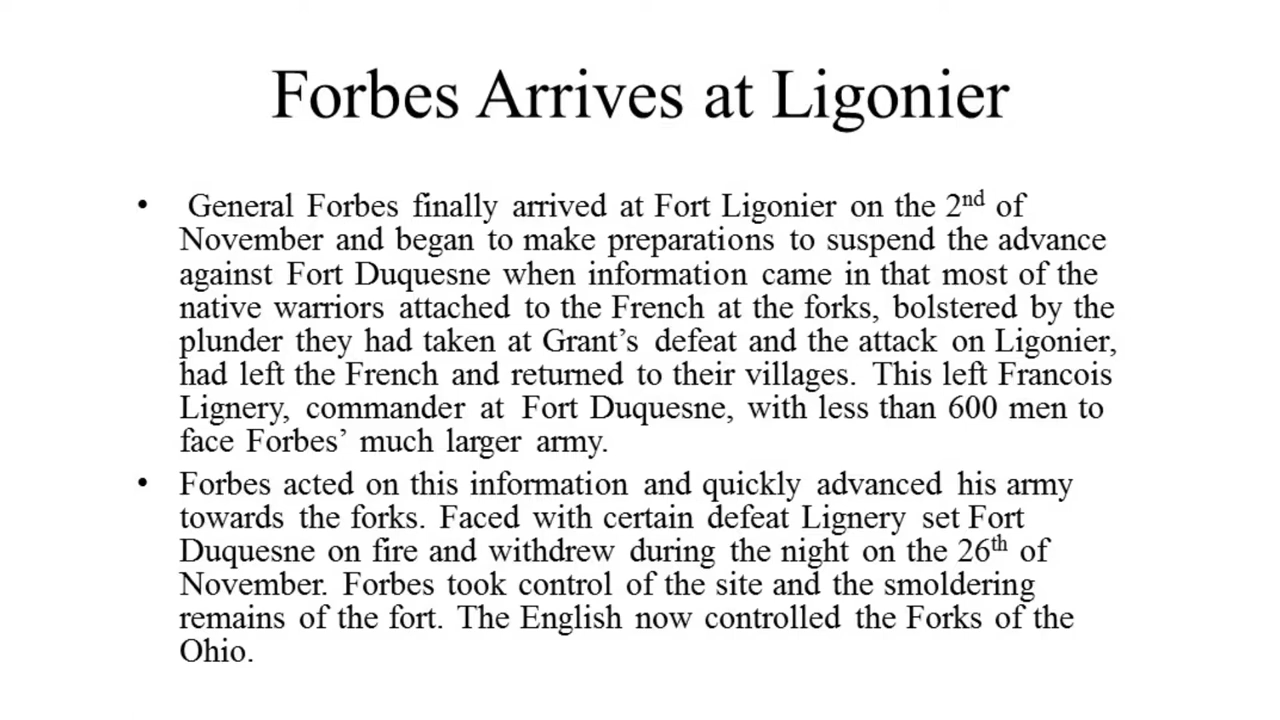 Forbes Arrives at Ligonier
• General Forbes finally arrived at Fort Ligonier on the 2nd of
November and began to make preparations to suspend the advance
against Fort Duquesne when information came in that most of the
native warriors attached to the French at the forks, bolstered by the
plunder they had taken at Grant’s defeat and the attack on Ligonier,
had left the French and returned to their villages. This left Francois
Lignery, commander at Fort Duquesne, with less than 600 men to
face Forbes’ much larger army.
• Forbes acted on this information and quickly advanced his army
towards the forks. Faced with certain defeat Lignery set Fort
Duquesne on fire and withdrew during the night on the 26th of
November. Forbes took control of the site and the smoldering
remains of the fort. The English now controlled the Forks of the
Ohio.